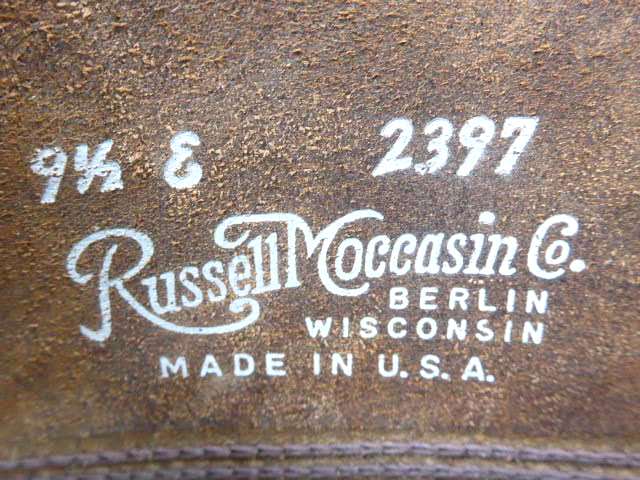 9½ E 2397
Russell Moccasin Co.
BERLIN
WISCONSIN
MADE IN U.S.A.